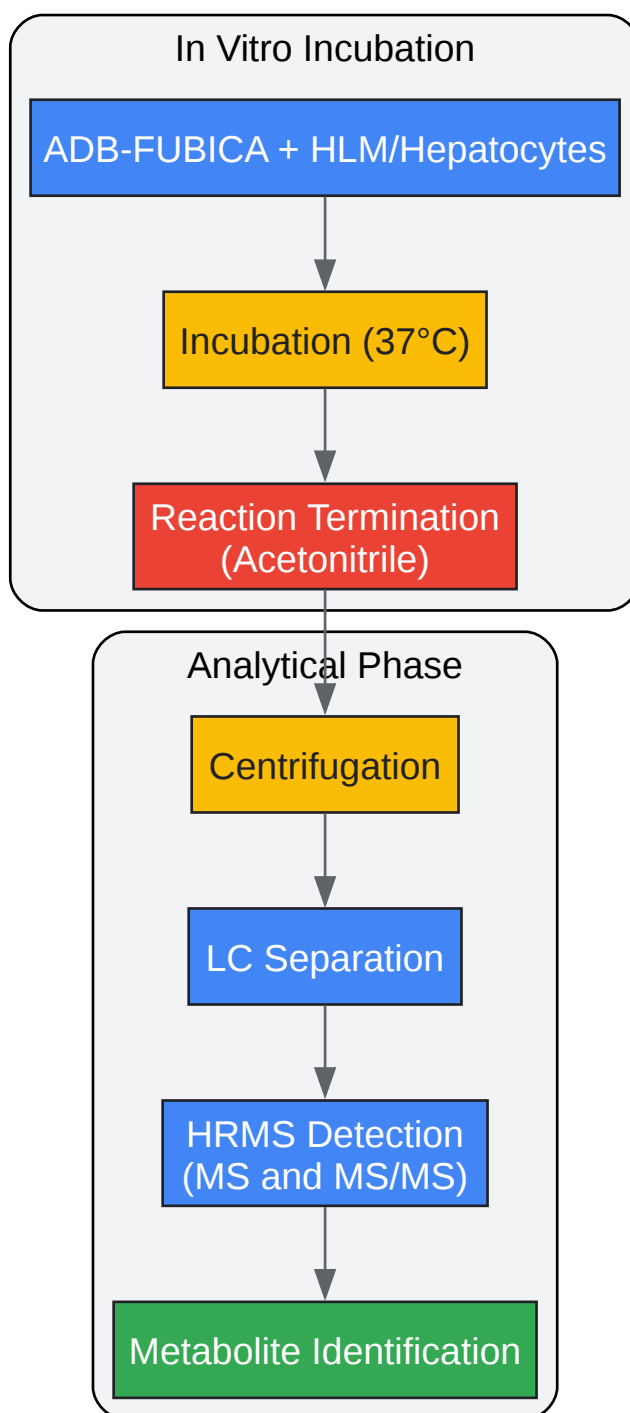 In Vitro Incubation
ADB-FUBICA + HLM/Hepatocytes
Incubation (37°C)
Reaction Termination
(Acetonitrile)
Analytical Phase
Centrifugation
LC Separation
HRMS Detection
(MS and MS/MS)
Metabolite Identification